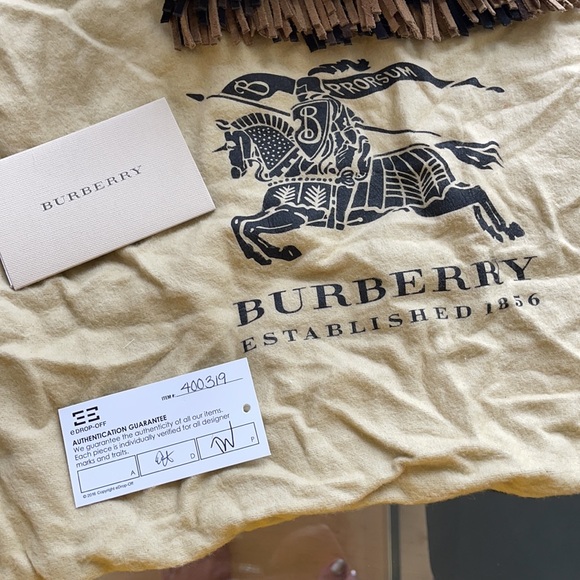 B PRORSUM
B
BURBERRY
BURBERRY
ESTABLISHED 1856
ITEM #: 400319
eDROP-OFF
AUTHENTICATION GUARANTEE
We guarantee the authenticity of all our items.
Each piece is individually verified for all designer
marks and traits.
A
D
P
©2016 Copyright eDrop-Off